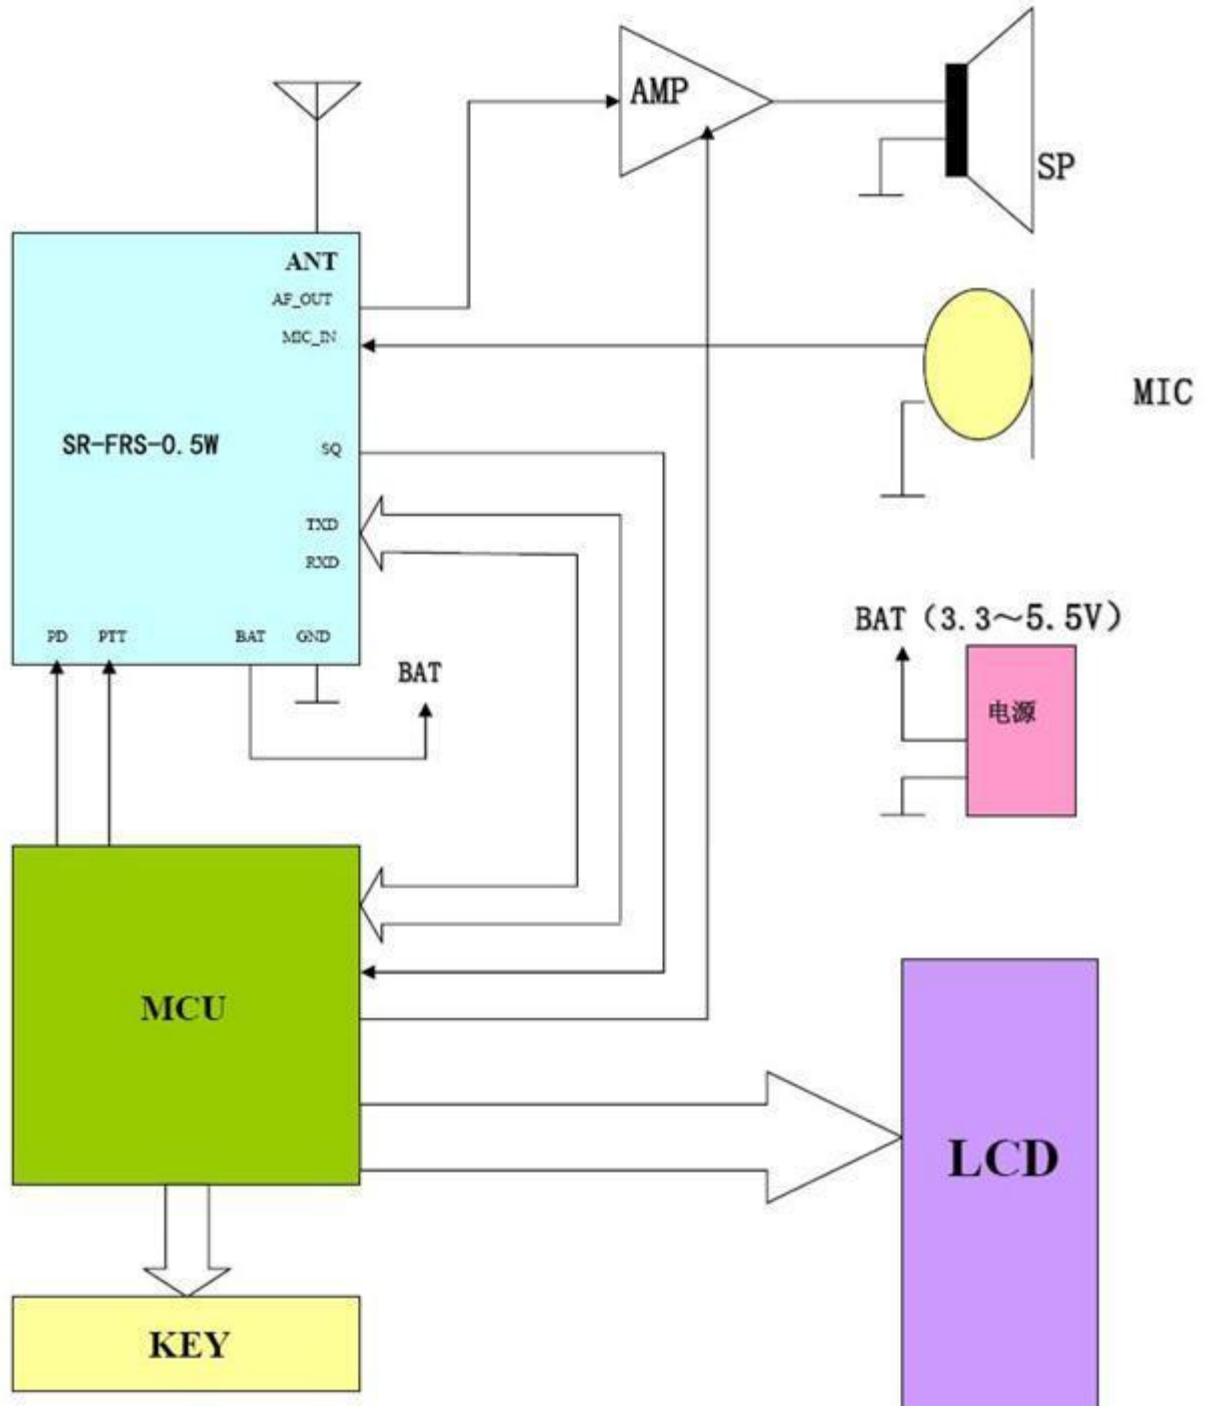 AMP
SP
ANT
AF_OUT
MIC_IN
MIC
SR-FRS-0.5W
SQ
TXD
RXD
BAT（3.3～5.5V）
PD
PTT
BAT
GND
BAT
电源
MCU
LCD
KEY